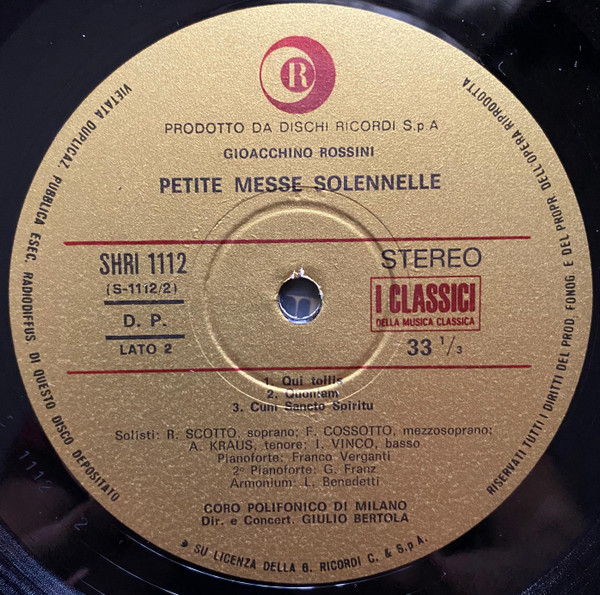 R
PRODOTTO DA DISCHI RICORDI S.p.A
GIOACCHINO ROSSINI
PETITE MESSE SOLENNELLE
SHRI 1112
(S-1112/2)
D. P.
LATO 2
STEREO
I CLASSICI
DELLA MUSICA CLASSICA
33 1/3
1. Qui tollis
2. Quoniam
3. Cum Sancto Spiritu
Solisti: R. SCOTTO, soprano; F. COSSOTTO, mezzosoprano;
A. KRAUS, tenore; I. VINCO, basso
Pianoforte: Franco Verganti
2º Pianoforte: G. Franz
Armonium: L. Benedetti
CORO POLIFONICO DI MILANO
Dir. e Concert. GIULIO BERTOLA
SU LICENZA DELLA G. RICORDI C. & S.p.A.
VIETATA DUPLICAZ. PUBBLICA ESEC. RADIODIFFUS DI QUESTO DISCO DEPOSITATO
RISERVATI TUTTI I DIRITTI DEL PROD. FONOG. E DEL PROPR. DELL'OPERA RIPRODOTTA